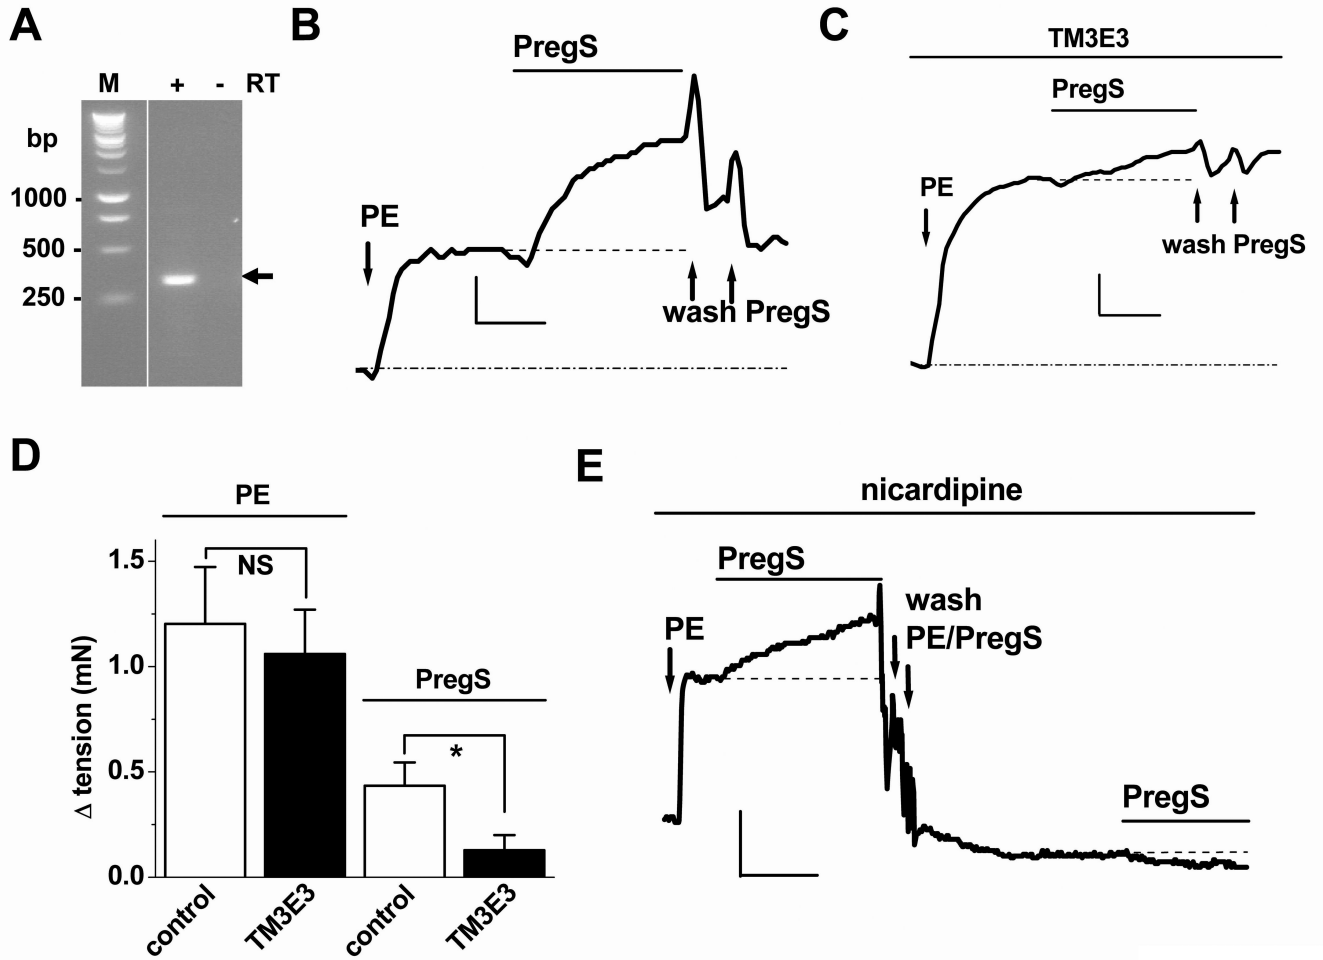 A
M + - RT
bp
1000
500
250
B
PregS
PE
wash PregS
C
TM3E3
PregS
PE
wash PregS
D
PE
NS
PregS
*
Δ tension (mN)
1.5
1.0
0.5
0.0
control
TM3E3
control
TM3E3
E
nicardipine
PregS
PE
wash
PE/PregS
PregS